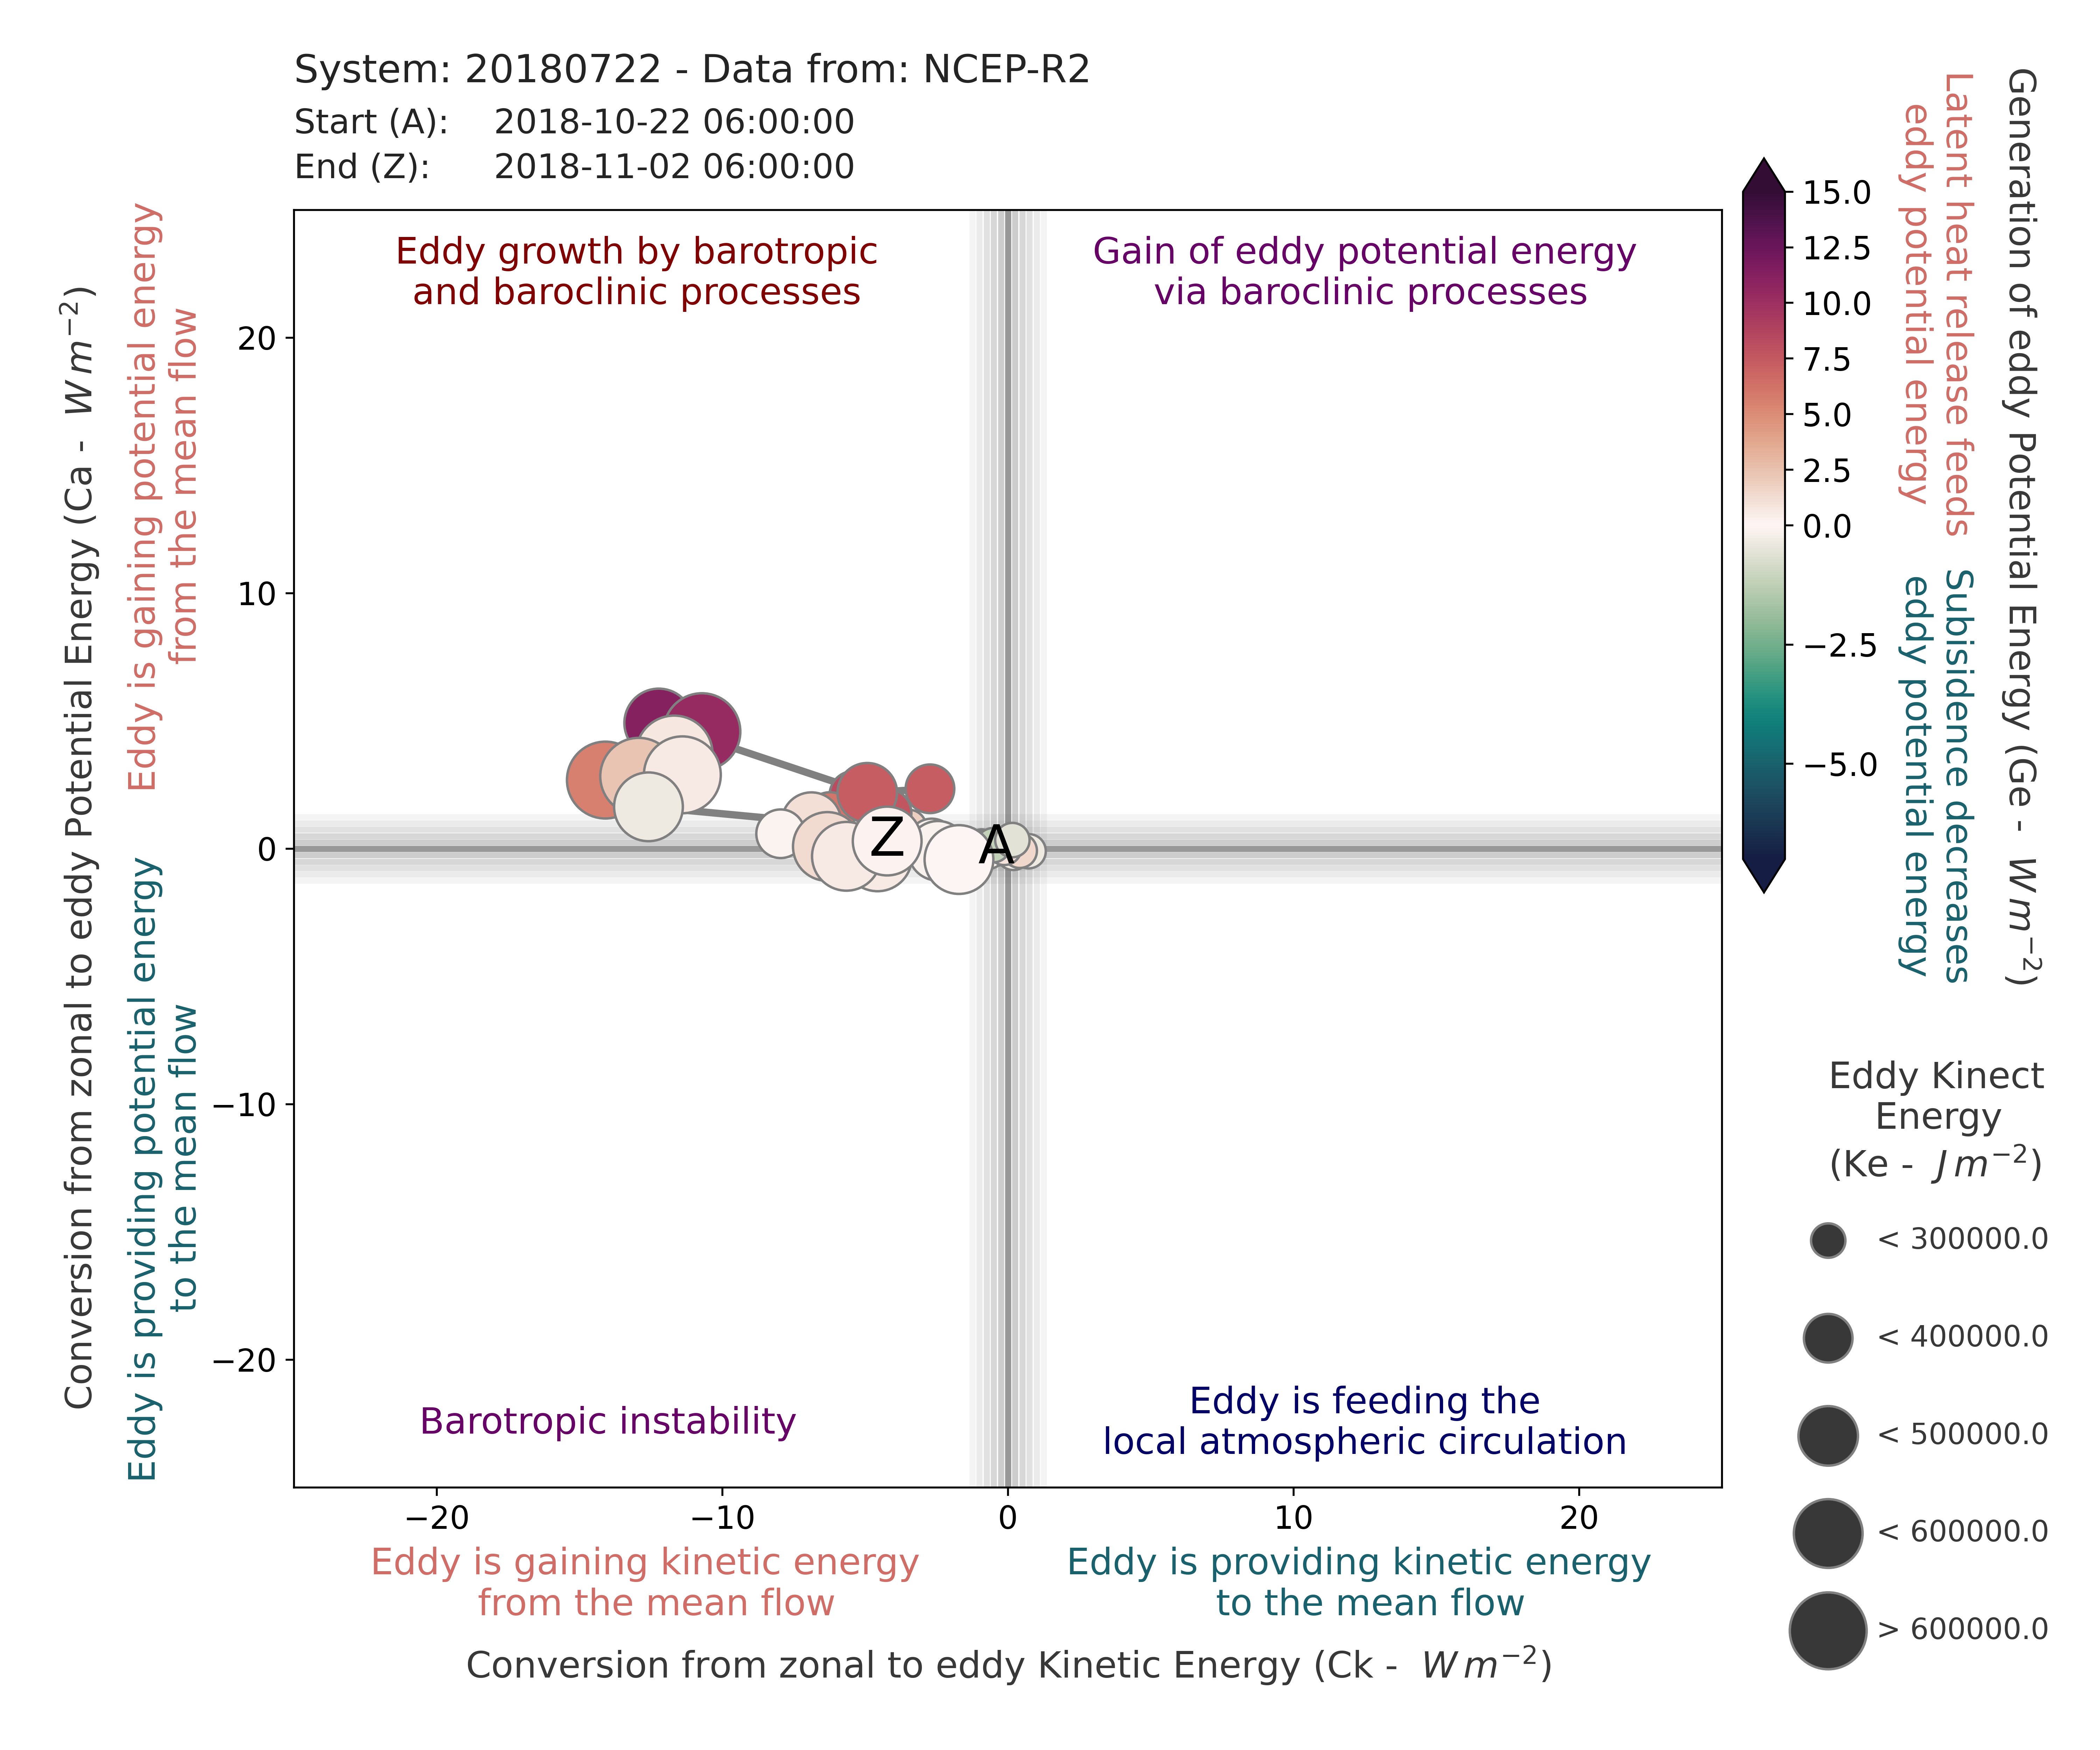 System: 20180722 - Data from: NCEP-R2
Start (A): 2018-10-22 06:00:00
End (Z): 2018-11-02 06:00:00
Conversion from zonal to eddy Potential Energy (Ca - W m⁻²)
Eddy is gaining potential energy
from the mean flow
Eddy is providing potential energy
to the mean flow
20
10
0
−10
−20
Eddy growth by barotropic
and baroclinic processes
Gain of eddy potential energy
via baroclinic processes
Z
A
Barotropic instability
Eddy is feeding the
local atmospheric circulation
−20
−10
0
10
20
Eddy is gaining kinetic energy
from the mean flow
Eddy is providing kinetic energy
to the mean flow
Conversion from zonal to eddy Kinetic Energy (Ck - W m⁻²)
15.0
12.5
10.0
7.5
5.0
2.5
0.0
−2.5
−5.0
Latent heat release feeds
eddy potential energy
Subisidence decreases
eddy potential energy
Generation of eddy Potential Energy (Ge - W m⁻²)
Eddy Kinect
Energy
(Ke - J m⁻²)
< 300000.0
< 400000.0
< 500000.0
< 600000.0
> 600000.0